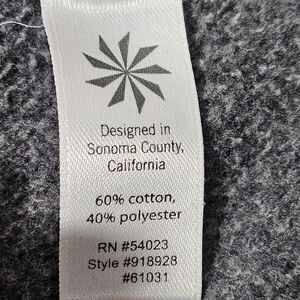 Designed in
Sonoma County,
California
60% cotton,
40% polyester
RN #54023
Style #918928
#61031